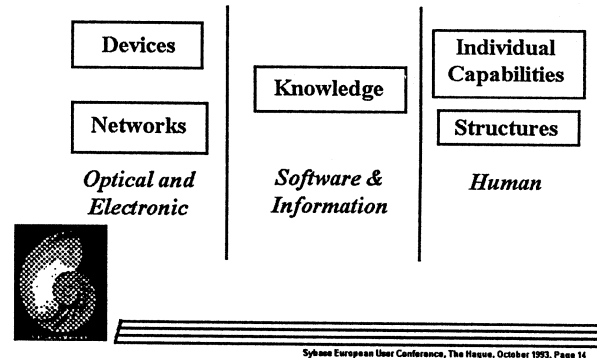 Devices
Networks
Optical and
Electronic
Knowledge
Software &
Information
Individual
Capabilities
Structures
Human
Sybase European User Conference, The Hague, October 1993, Page 14